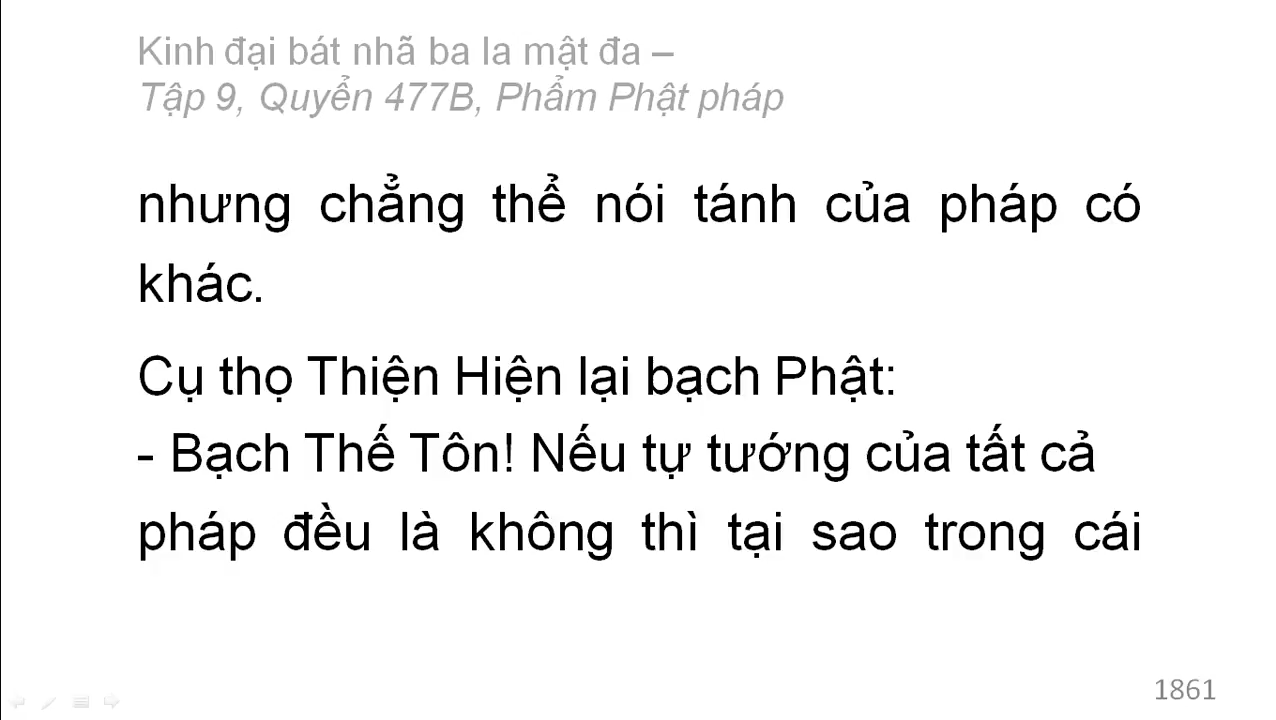 Kinh đại bát nhã ba la mật đa –
Tập 9, Quyển 477B, Phẩm Phật pháp
nhưng chẳng thể nói tánh của pháp có
khác.
Cụ thọ Thiện Hiện lại bạch Phật:
- Bạch Thế Tôn! Nếu tự tướng của tất cả
pháp đều là không thì tại sao trong cái
1861